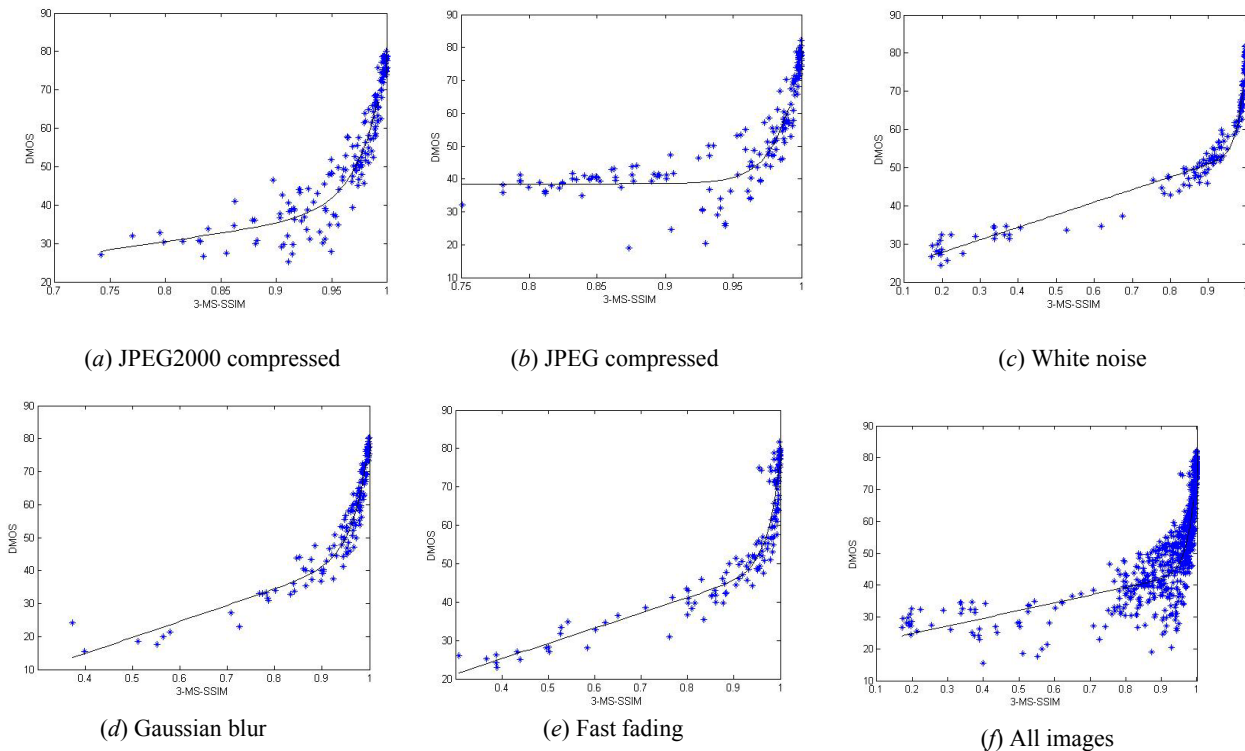 90
80
70
60
50
40
30
20
DMOS
0.7 0.75 0.8 0.85 0.9 0.95 1
3-MS-SSIM
(a) JPEG2000 compressed
90
80
70
60
50
40
30
20
10
DMOS
0.75 0.8 0.85 0.9 0.95 1
3-MS-SSIM
(b) JPEG compressed
90
80
70
60
50
40
30
20
DMOS
0.1 0.2 0.3 0.4 0.5 0.6 0.7 0.8 0.9 1
3-MS-SSIM
(c) White noise
90
80
70
60
50
40
30
20
10
DMOS
0.4 0.5 0.6 0.7 0.8 0.9 1
3-MS-SSIM
(d) Gaussian blur
90
80
70
60
50
40
30
20
DMOS
0.4 0.5 0.6 0.7 0.8 0.9 1
3-MS-SSIM
(e) Fast fading
90
80
70
60
50
40
30
20
10
DMOS
0.1 0.2 0.3 0.4 0.5 0.6 0.7 0.8 0.9 1
3-MS-SSIM
(f) All images